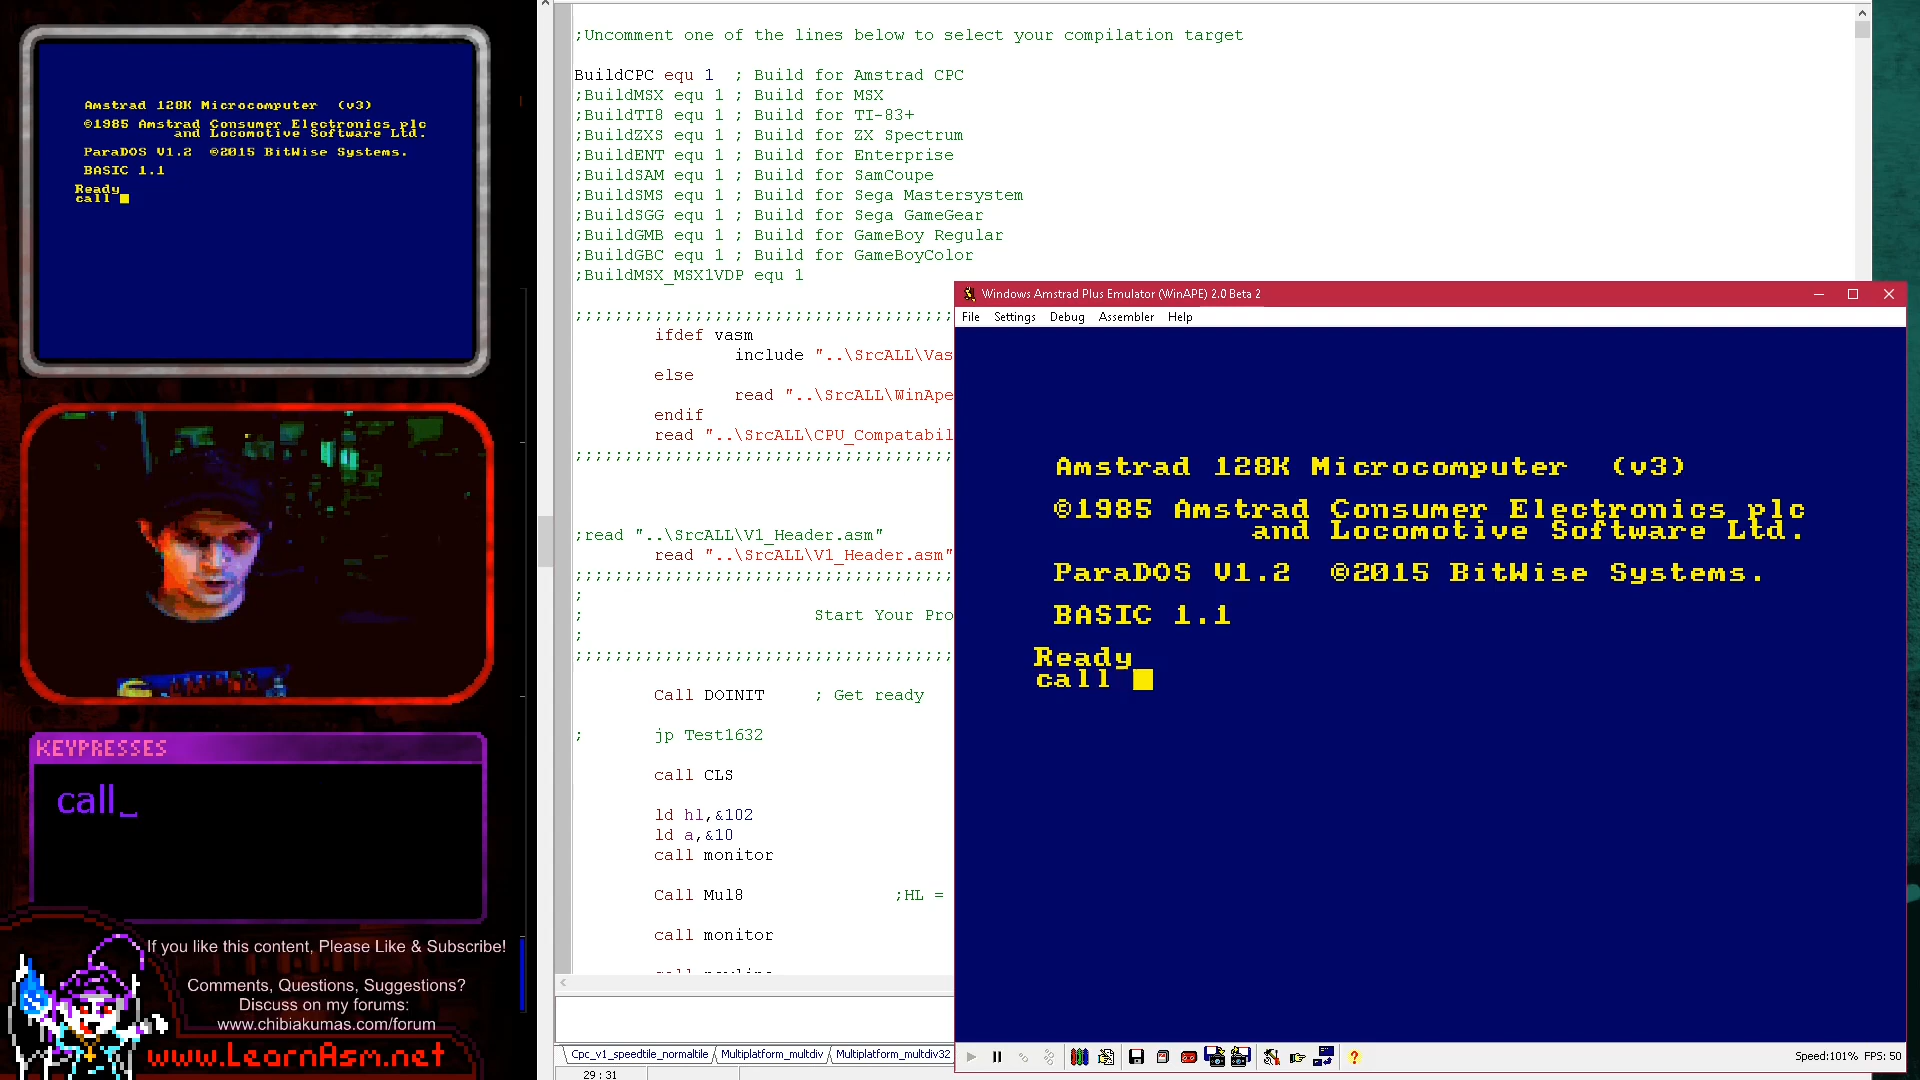 Amstrad 128K Microcomputer (v3)
©1985 Amstrad Consumer Electronics plc
and Locomotive Software Ltd.
ParaDOS V1.2 ©2015 BitWise Systems.
BASIC 1.1
Ready
call
KEYPRESSES
call_
If you like this content, Please Like & Subscribe!
Comments, Questions, Suggestions?
Discuss on my forums:
www.chibiakumas.com/forum
www.LearnAsm.net
;Uncomment one of the lines below to select your compilation target
BuildCPC equ 1 ; Build for Amstrad CPC
;BuildMSX equ 1 ; Build for MSX
;BuildTI8 equ 1 ; Build for TI-83+
;BuildZXS equ 1 ; Build for ZX Spectrum
;BuildENT equ 1 ; Build for Enterprise
;BuildSAM equ 1 ; Build for SamCoupe
;BuildSMS equ 1 ; Build for Sega Mastersystem
;BuildSGG equ 1 ; Build for Sega GameGear
;BuildGMB equ 1 ; Build for GameBoy Regular
;BuildGBC equ 1 ; Build for GameBoyColor
;BuildMSX_MSX1VDP equ 1
;;;;;;;;;;;;;;;;;;;;;;;;;;;;;;;;;;;;;;
ifdef vasm
include "..\SrcALL\Vas
else
read "..\SrcALL\WinApe
endif
read "..\SrcALL\CPU_Compatabil
;;;;;;;;;;;;;;;;;;;;;;;;;;;;;;;;;;;;;;
;read "..\SrcALL\V1_Header.asm"
read "..\SrcALL\V1_Header.asm"
;;;;;;;;;;;;;;;;;;;;;;;;;;;;;;;;;;;;;;
;
; Start Your Pro
;
;;;;;;;;;;;;;;;;;;;;;;;;;;;;;;;;;;;;;;
Call DOINIT ; Get ready
; jp Test1632
call CLS
ld hl,&102
ld a,&10
call monitor
Call Mul8 ;HL =
call monitor
Cpc_v1_speedtile_normaltile
Multiplatform_multdiv
Multiplatform_multdiv32
29 : 31
Windows Amstrad Plus Emulator (WinAPE) 2.0 Beta 2
File Settings Debug Assembler Help
Amstrad 128K Microcomputer (v3)
©1985 Amstrad Consumer Electronics plc
and Locomotive Software Ltd.
ParaDOS V1.2 ©2015 BitWise Systems.
BASIC 1.1
Ready
call
Speed:101% FPS: 50